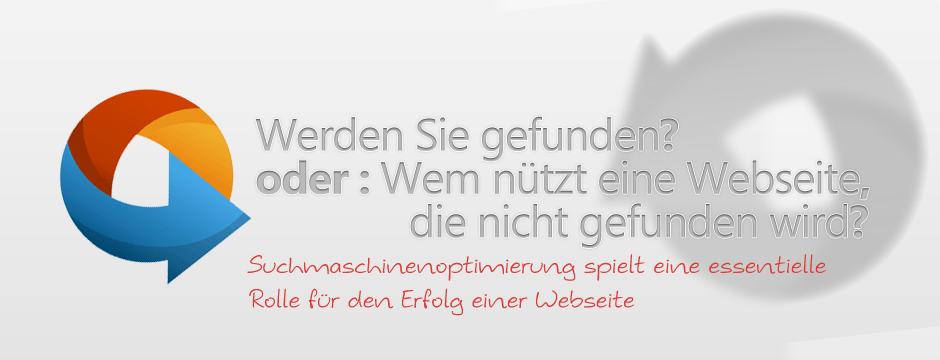 Werden Sie gefunden?
oder : Wem nützt eine Webseite,
die nicht gefunden wird?
Suchmaschinenoptimierung spielt eine essentielle
Rolle für den Erfolg einer Webseite